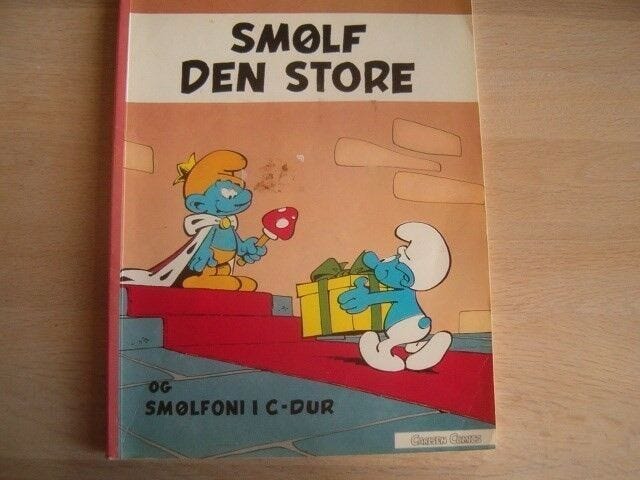 SMØLF
DEN STORE
OG
SMØLFONI I C-DUR
CARLSEN COMICS